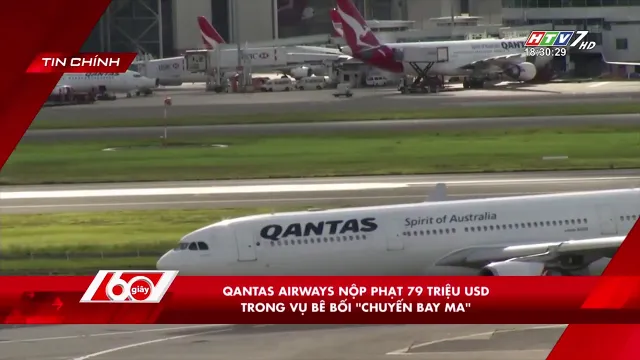 TIN CHÍNH
HTV7 HD
18:30:29
QANTAS
QANTAS
QANTAS
Spirit of Australia
60 giây
QANTAS AIRWAYS NỘP PHẠT 79 TRIỆU USD
TRONG VỤ BÊ BỐI "CHUYẾN BAY MA"